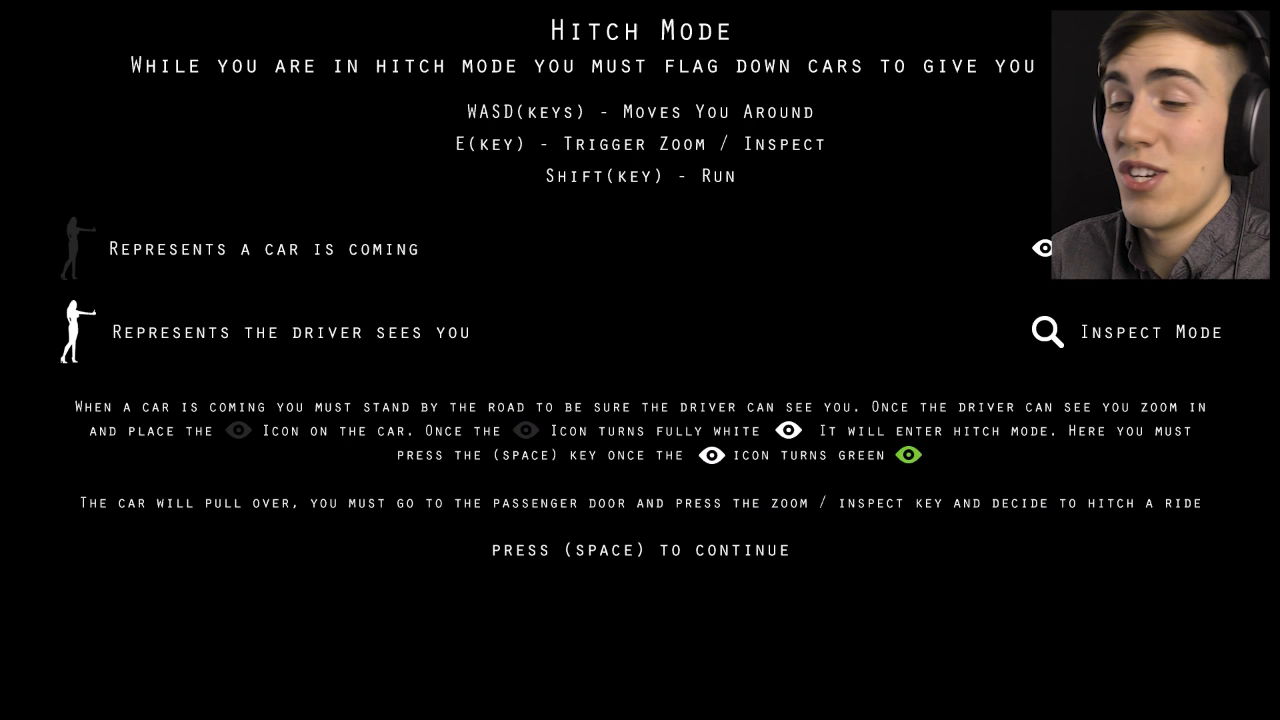 Hitch Mode
While you are in hitch mode you must flag down cars to give you
WASD(keys) - Moves You Around
E(key) - Trigger Zoom / Inspect
Shift(key) - Run
Represents a car is coming
Represents the driver sees you
Inspect Mode
When a car is coming you must stand by the road to be sure the driver can see you. Once the driver can see you zoom in
and place the Icon on the car. Once the Icon turns fully white It will enter hitch mode. Here you must
press the (space) key once the icon turns green
The car will pull over, you must go to the passenger door and press the zoom / inspect key and decide to hitch a ride
press (space) to continue